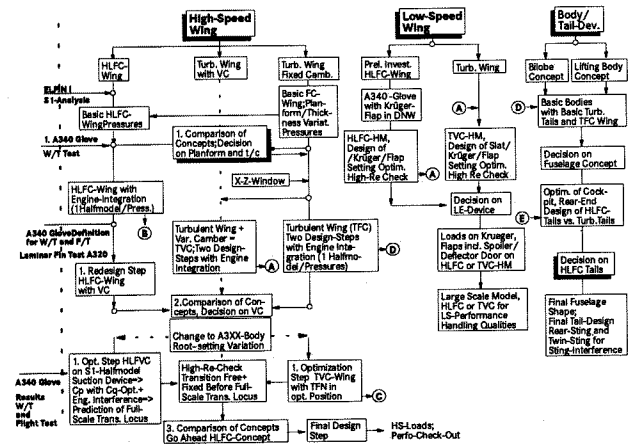 High-Speed
Wing
Low-Speed
Wing
Body/
Tail-Dev.
HLFC-
Wing
Turb. Wing
with VC
Turb. Wing
Fixed Camb.
Prel. Invest.
HLFC-Wing
Turb. Wing
Bilobe
Concept
Lifting Body
Concept
ELFIN I
S1-Analysis
Basic HLFC-
WingPressures
Basic FC-
Wing;Plan-
form/Thick-
ness Variat.
Pressures
A340-Glove
with Krüger-
Flap in DNW
A
D
Basic Bodies
with Basic Turb.
Tails and TFC Wing
1. A340 Glove
W/T Test
1. Comparison of
Concepts;Decision
on Planform and t/c
HLFC-HM,
Design of
/Krüger/Flap
Setting Optim.
High-Re Check
A
TVC-HM,
Design of Slat/
Krüger/Flap
Setting Optim.
High Re Check
Decision on
Fuselage Concept
X-Z-Window
HLFC-Wing with
Engine-Integration
(1Halfmodel/Press.)
B
Decision on
LE-Device
Optim. of Cock-
pit, Rear-End
Design of HLFC-
Tails vs. Turb.Tails
E
A340 GloveDefinition
for W/T and F/T
Laminar Fin Test A320
Turbulent Wing +
Var. Camber +
TVC;Two Design-
Steps with Engine
Integration
A
Turbulent Wing (TFC)
Two Design-Steps
with Engine Inte-
gration (1 Halfmo-
del/Pressures)
D
Loads on Krueger,
Flaps incl. Spoiler/
Deflector Door on
HLFC or TVC-HM
Decision on
HLFC Tails
1. Redesign Step
HLFC-Wing
with VC
2.Comparison of Con-
cepts, Decision on VC
Large Scale Model,
HLFC or TVC for
LS-Performance
Handling Qualities
Final Fuselage
Shape;
Final Tail-Design
Rear-Sting and
Twin-Sting for
Sting-Interference
Change to A3XX-Body
Root-setting Variation
A340 Glove
Results
W/T
and
Flight Test
1. Opt. Step HLFVC
on S1-Halfmodel
Suction Device=>
Cp with Cq-Opt.+
Eng. Interference=>
Prediction of Full-
Scale Trans. Locus
High-Re-Check
Transition Free+
Fixed Before Full-
Scale Transit. Locus
1. Optimization
Step TVC-Wing
with TFN in
opt. Position
C
3. Comparison of Concepts
Go Ahead HLFC-Concept
Final Design
Step
HS-Loads;
Perfo-Check-Out